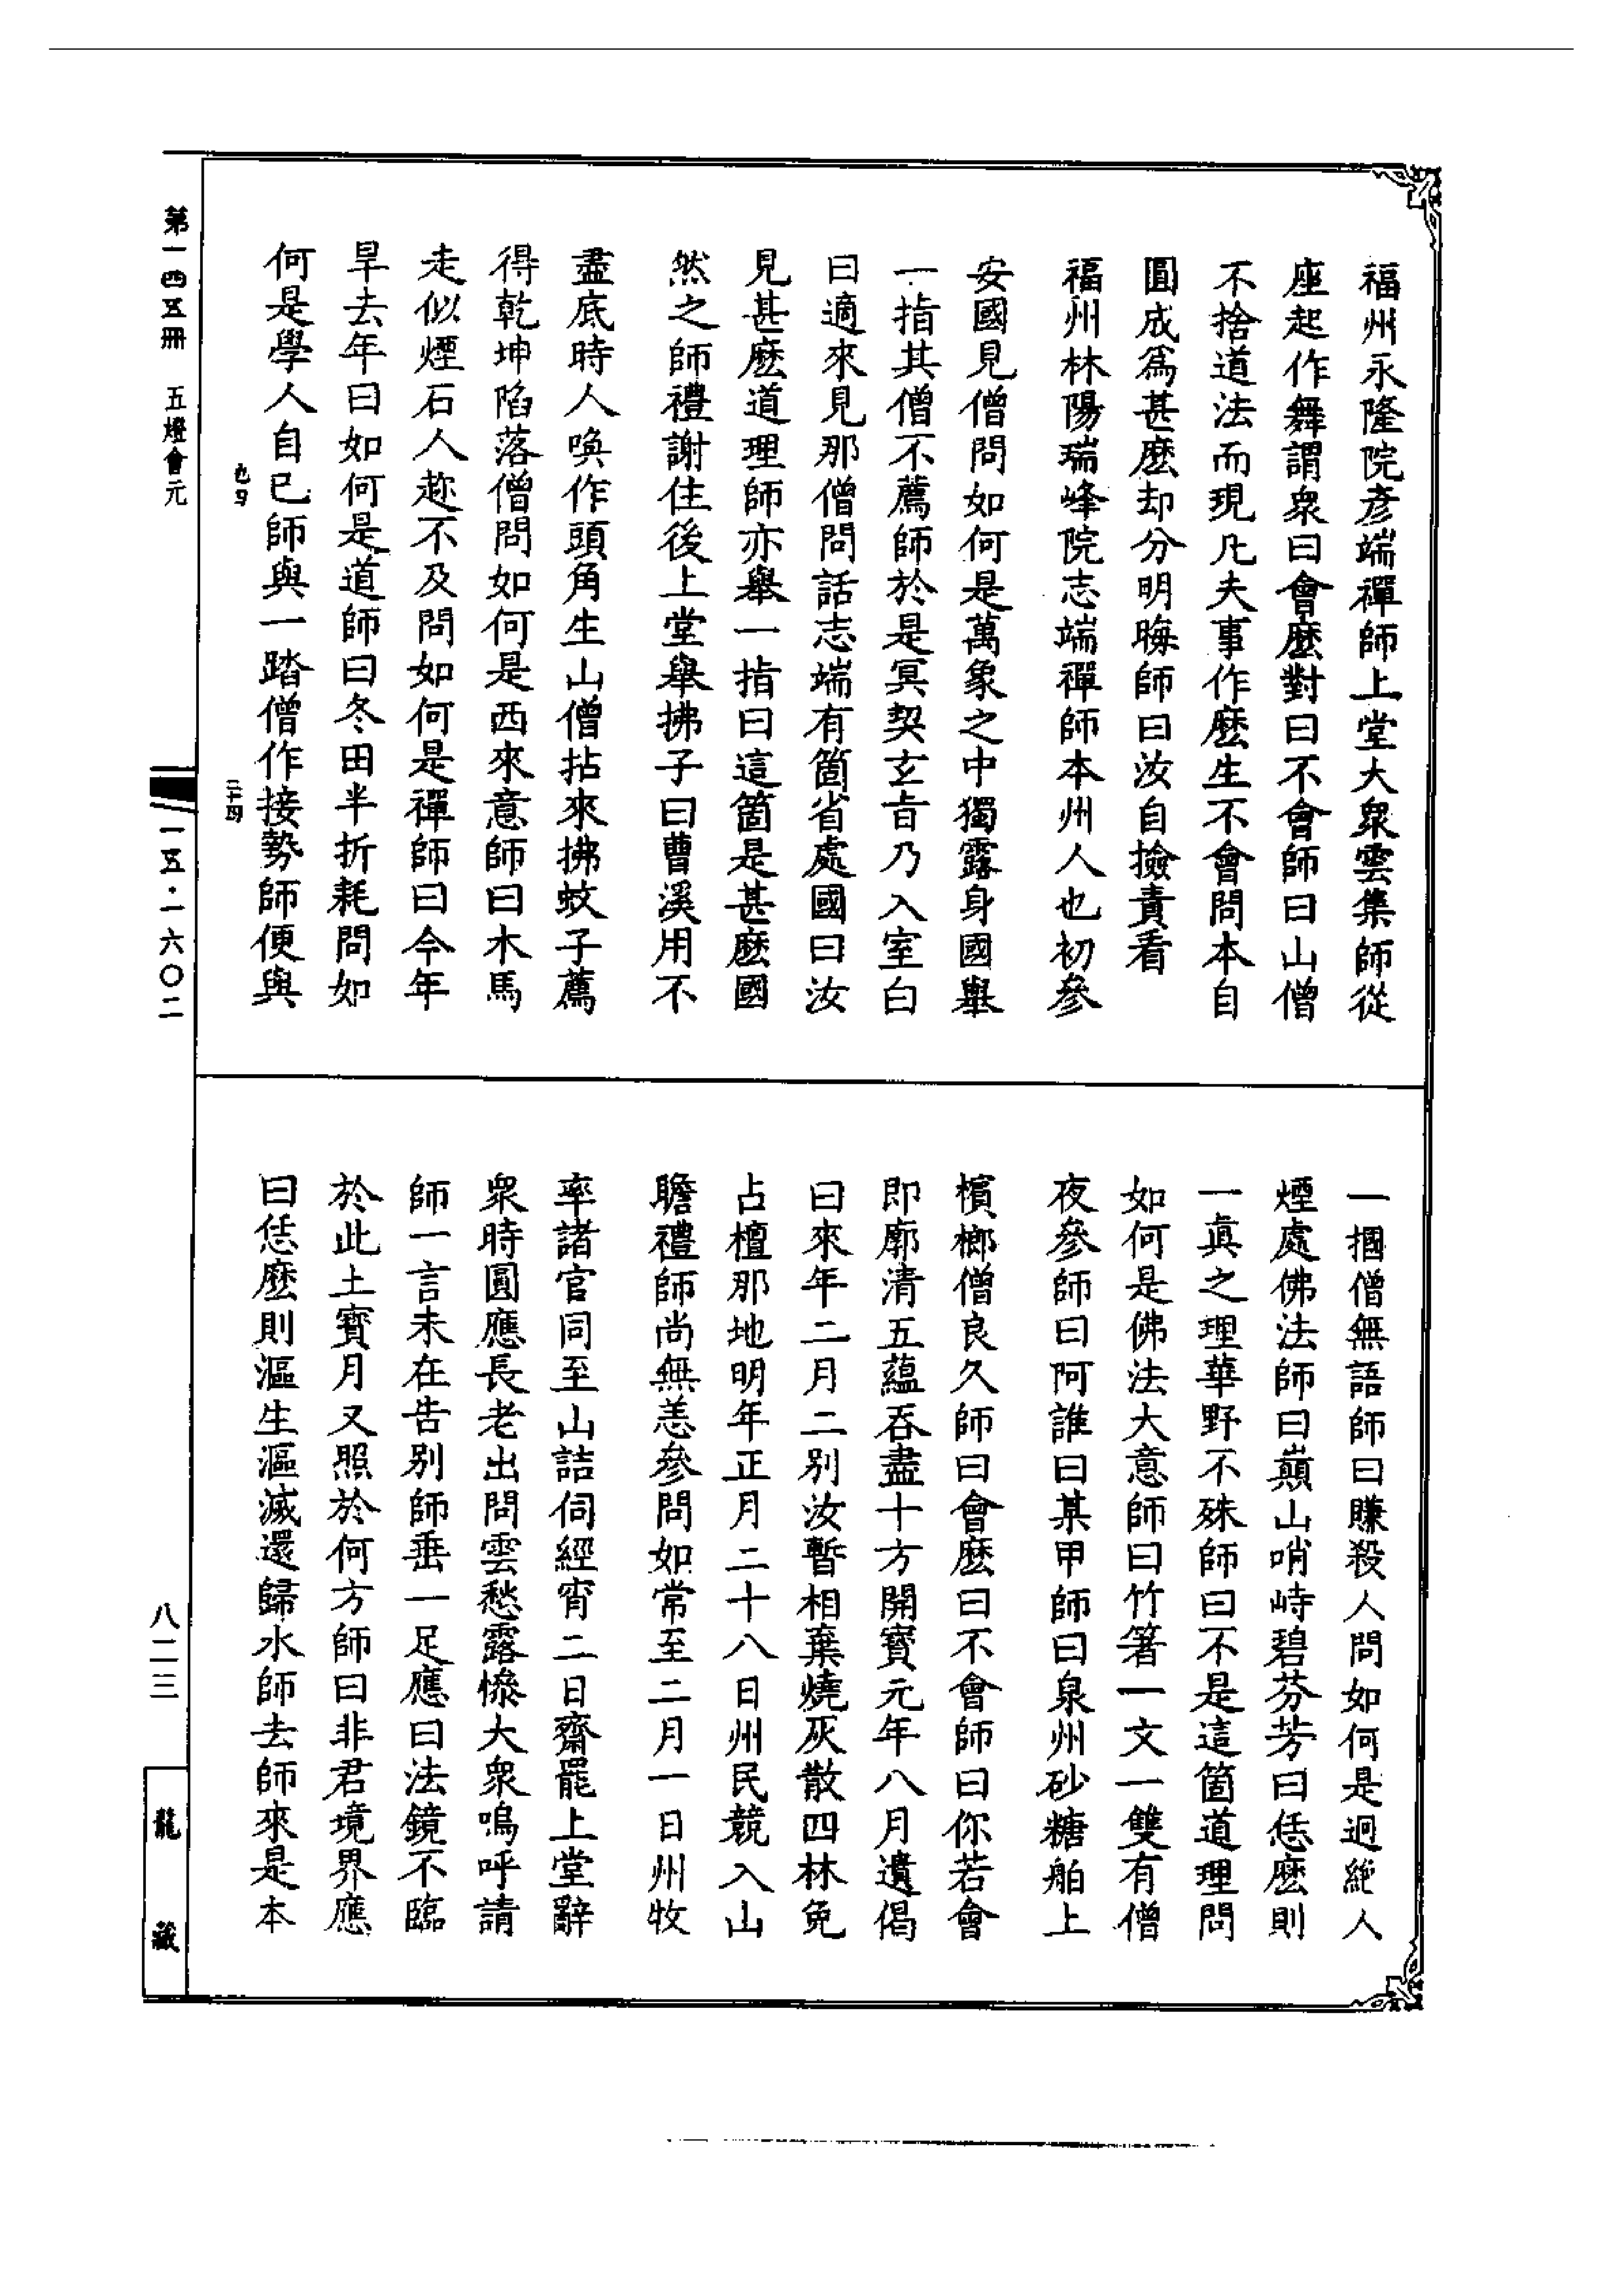 福州永隆院彥端禪師上堂大衆雲集師從
座起作舞謂衆曰會麽對曰不會師曰山僧
不捨道法而現凡夫事作麽生不會問本自
圓成爲甚麽却分明晦師曰汝自撿責看
福州林陽瑞峰院志端禪師本州人也初參
安國見僧問如何是萬象之中獨露身國舉
一指其僧不薦師於是冥契玄旨乃入室白
曰適來見那僧問話志端有箇省處國曰汝
見甚麽道理師亦舉一指曰這箇是甚麽國
然之師禮謝住後上堂舉拂子曰曹溪用不
盡底時人喚作頭角生山僧拈來拂蚊子薦
得乾坤陷落僧問如何是西來意師曰木馬
走似煙石人趂不及問如何是禪師曰今年
旱去年曰如何是道師曰冬田半折耗問如
何是學人自己師與一踏僧作接勢師便與
一摑僧無語師曰賺殺人問如何是迥絕人
煙處佛法師曰巔山峭峙碧芬芳曰恁麽則
一眞之理華野不殊師曰不是這箇道理問
如何是佛法大意師曰竹箸一文一雙有僧
夜參師曰阿誰曰某甲師曰泉州砂糖舶上
檳榔僧良久師曰會麽曰不會師曰你若會
即廓清五蘊吞盡十方開寶元年八月遺偈
曰來年二月二別汝暫相棄燒灰散四林免
占檀那地明年正月二十八日州民競入山
瞻禮師尚無恙參問如常至二月一日州牧
率諸官同至山詰伺經宵二日齋罷上堂辭
衆時圓應長老出問雲愁露慘大衆嗚呼請
師一言未在告別師垂一足應曰法鏡不臨
於此土寶月又照於何方師曰非君境界應
曰恁麽則漚生漚滅還歸水師去師來是本
第一四五冊 五燈會元
一五·一六〇二
八二三
龍藏